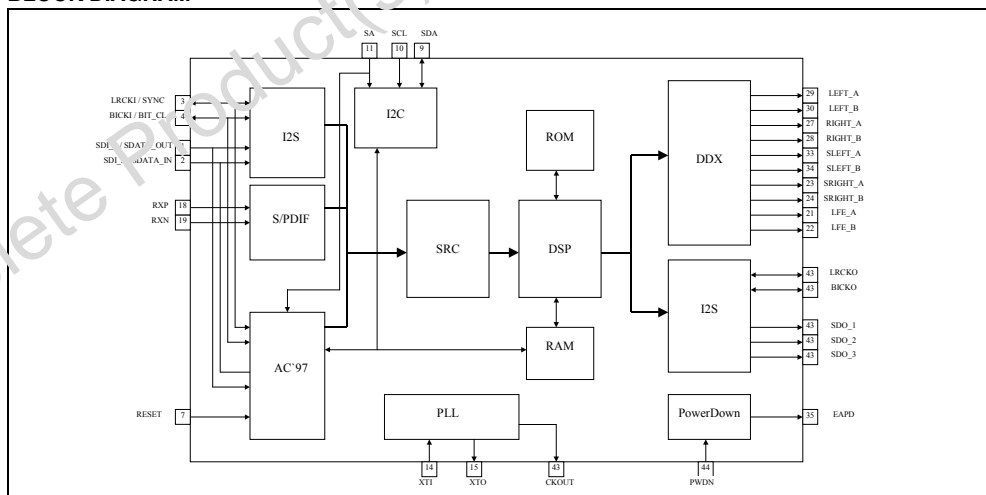 BLOCK DIAGRAM
lete Product(s)
SA SCL SDA
11 10 9
LRCKI / SYNC 3
BICKI / BIT_CL 4
SDATA_OUT
2
RXP 18
RXN 19
RESET 7
I2S
S/PDIF
AC`97
I2C
SRC
ROM
DSP
RAM
PLL
DDX
I2S
PowerDown
29 LEFT_A
30 LEFT_B
27 RIGHT_A
28 RIGHT_B
33 SLEFT_A
34 SLEFT_B
23 SRIGHT_A
24 SRIGHT_B
21 LFE_A
22 LFE_B
43 LRCKO
43 BICKO
43 SDO_1
43 SDO_2
43 SDO_3
35 EAPD
14 15 43 44
XTI XTO CKOUT PWDN